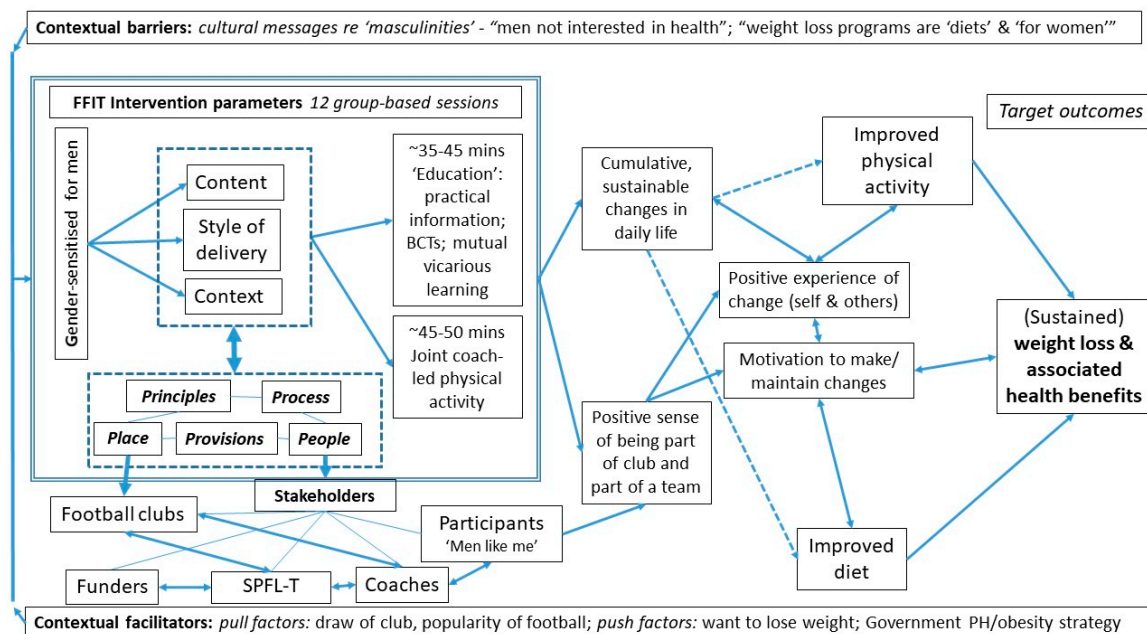 Contextual barriers: cultural messages re ‘masculinities’ - “men not interested in health”; “weight loss programs are ‘diets’ & ‘for women’”
FFIT Intervention parameters 12 group-based sessions
Target outcomes
Gender-sensitised for men
Content
Style of
delivery
Context
~35-45 mins
‘Education’:
practical
information;
BCTs; mutual
vicarious
learning
~45-50 mins
Joint coach-
led physical
activity
Principles
Process
Place
Provisions
People
Cumulative,
sustainable
changes in
daily life
Improved
physical
activity
Positive experience of
change (self & others)
Motivation to make/
maintain changes
(Sustained)
weight loss &
associated
health benefits
Positive sense
of being part
of club and
part of a team
Improved
diet
Stakeholders
Football clubs
Participants
‘Men like me’
Funders
SPFL-T
Coaches
Contextual facilitators: pull factors: draw of club, popularity of football; push factors: want to lose weight; Government PH/obesity strategy